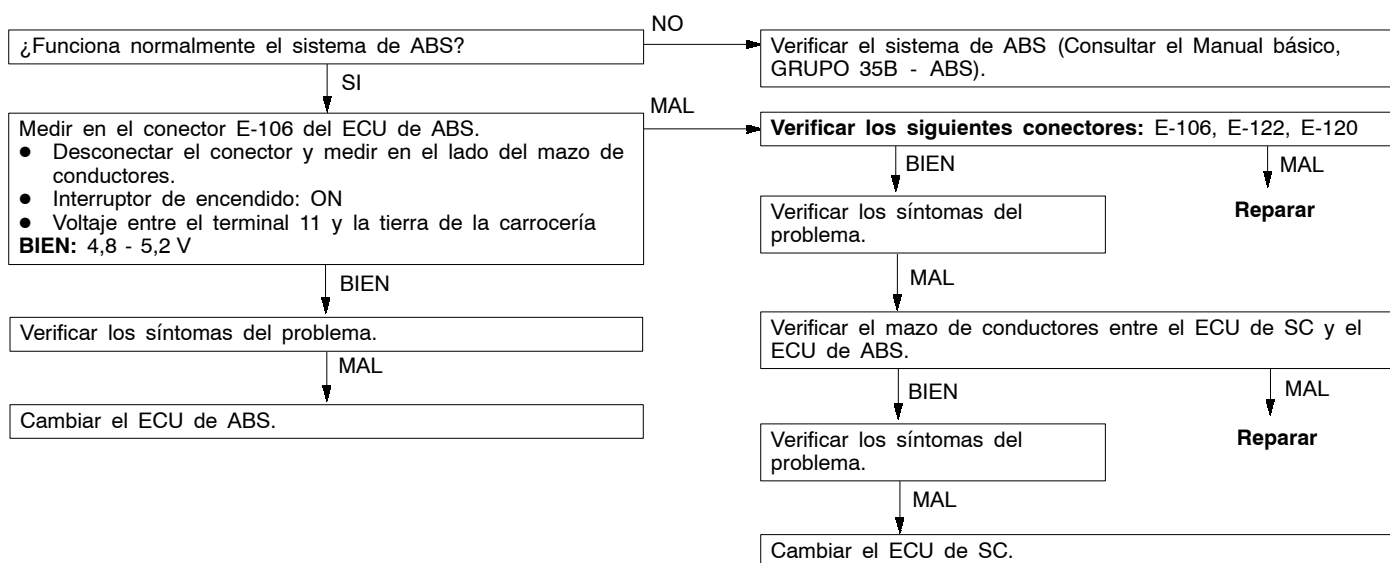 ¿Funciona normalmente el sistema de ABS?
NO
Verificar el sistema de ABS (Consultar el Manual básico,
GRUPO 35B - ABS).
SI
Medir en el conector E-106 del ECU de ABS.
● Desconectar el conector y medir en el lado del mazo de
conductores.
● Interruptor de encendido: ON
● Voltaje entre el terminal 11 y la tierra de la carrocería
BIEN: 4,8 - 5,2 V
MAL
Verificar los siguientes conectores: E-106, E-122, E-120
BIEN
MAL
Verificar los síntomas del
problema.
Reparar
BIEN
MAL
Verificar los síntomas del problema.
Verificar el mazo de conductores entre el ECU de SC y el
ECU de ABS.
MAL
BIEN
MAL
Cambiar el ECU de ABS.
Verificar los síntomas del
problema.
Reparar
MAL
Cambiar el ECU de SC.